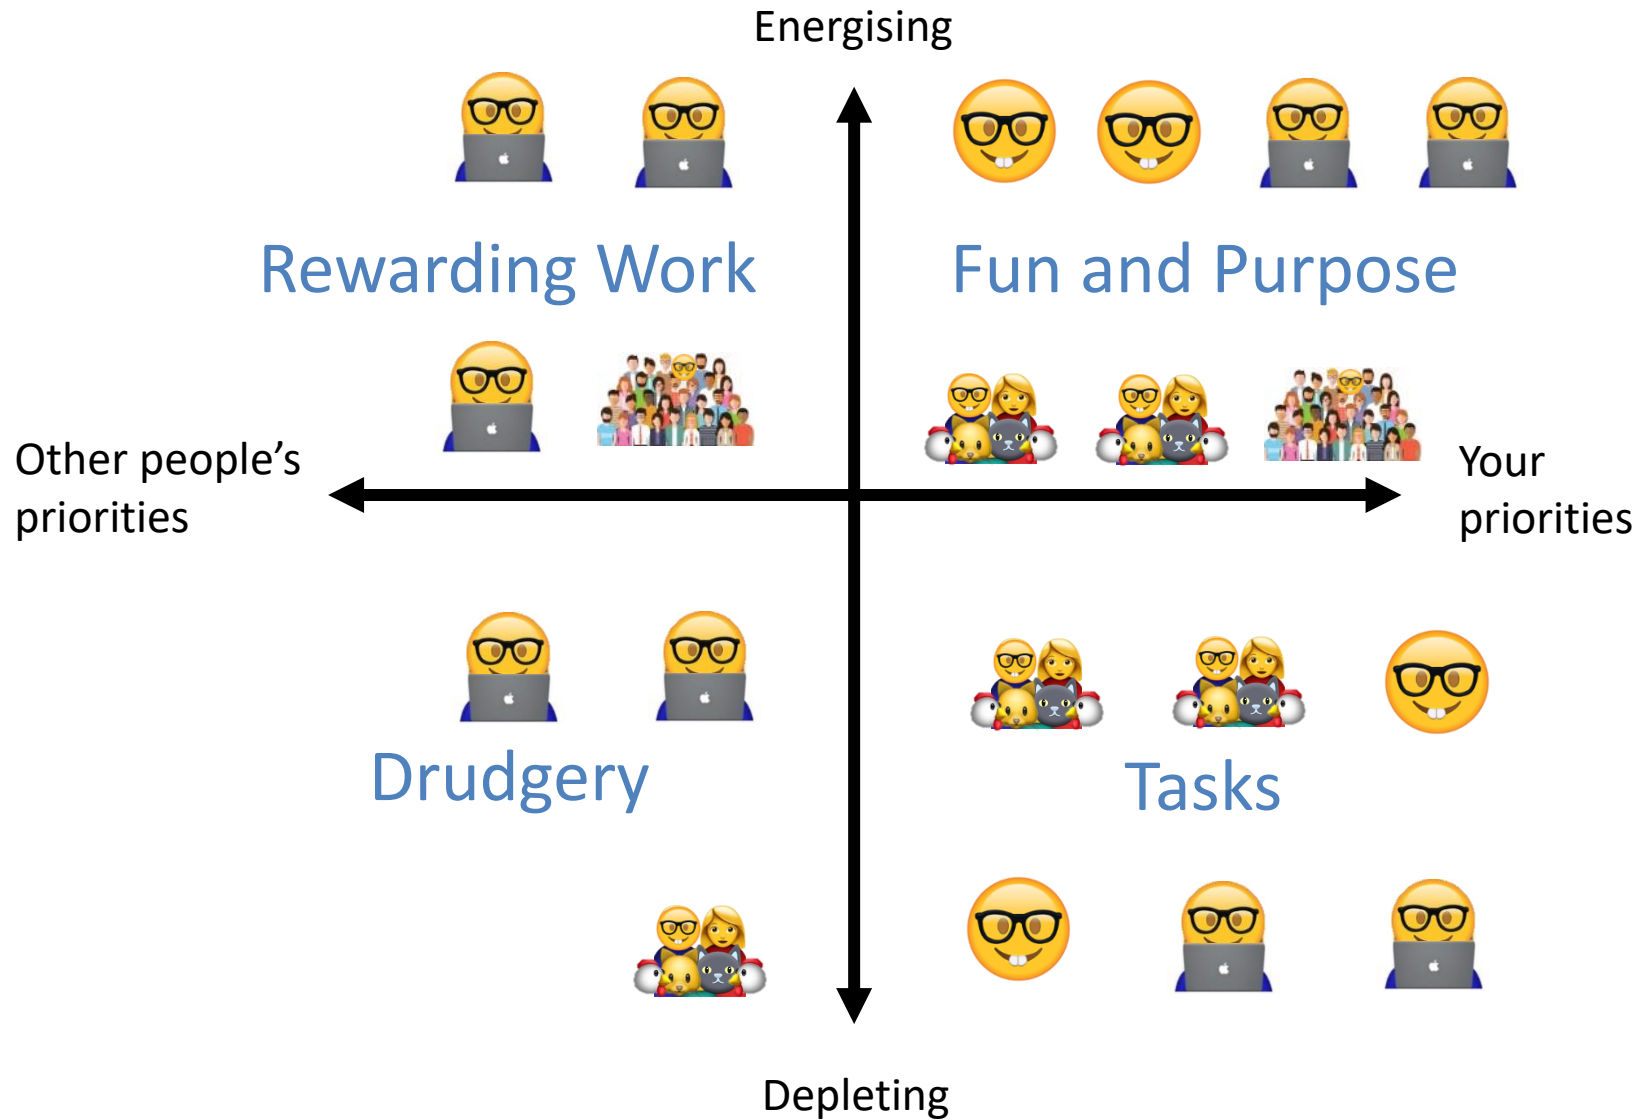 Energising
Rewarding Work
Fun and Purpose
Other people’s
priorities
Your
priorities
Drudgery
Tasks
Depleting